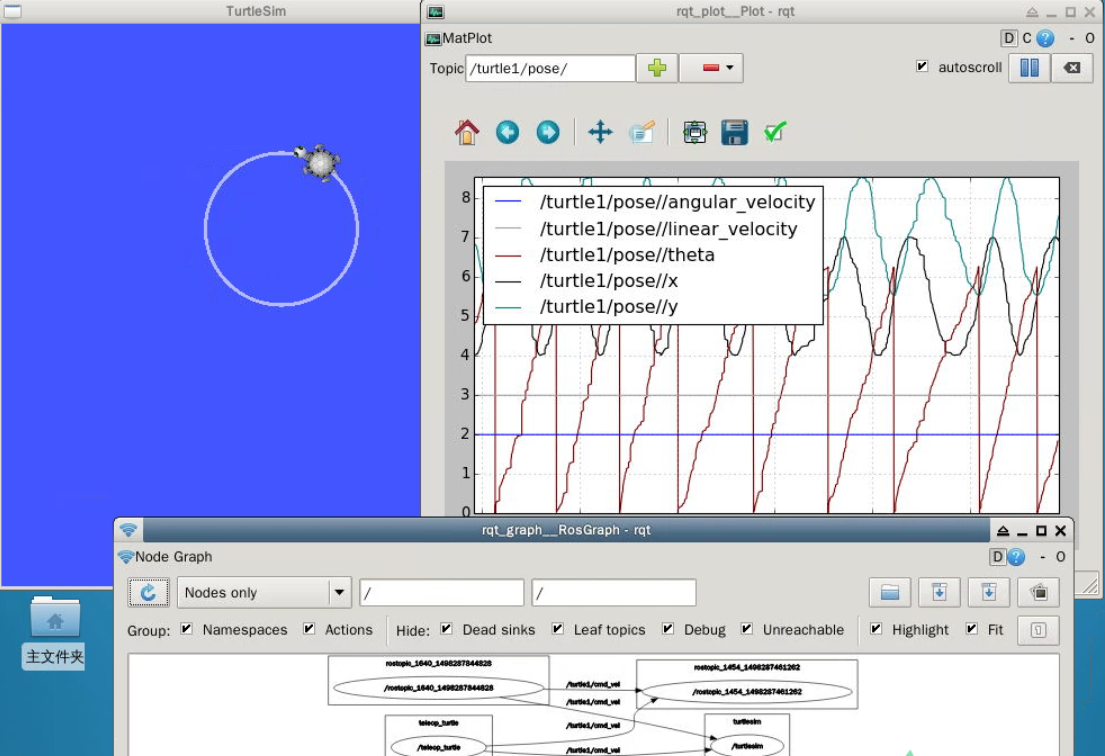 TurtleSim
rqt_plot__Plot - rqt
MatPlot
D C ? - O
Topic /turtle1/pose/
autoscroll
8
7
6
5
4
3
2
1
0
/turtle1/pose//angular_velocity
/turtle1/pose//linear_velocity
/turtle1/pose//theta
/turtle1/pose//x
/turtle1/pose//y
rqt_graph__RosGraph - rqt
Node Graph
D ? - O
Nodes only
/
/
Group: Namespaces Actions Hide: Dead sinks Leaf topics Debug Unreachable Highlight Fit
1
主文件夹
rostopic_1640_1498287844828
/rostopic_1640_1498287844828
/turtle1/cmd_vel
rostopic_1454_1498287461262
/rostopic_1454_1498287461262
/turtle1/cmd_vel
teleop_turtle
/teleop_turtle
/turtle1/cmd_vel
/turtle1/cmd_vel
turtlesim
/turtlesim